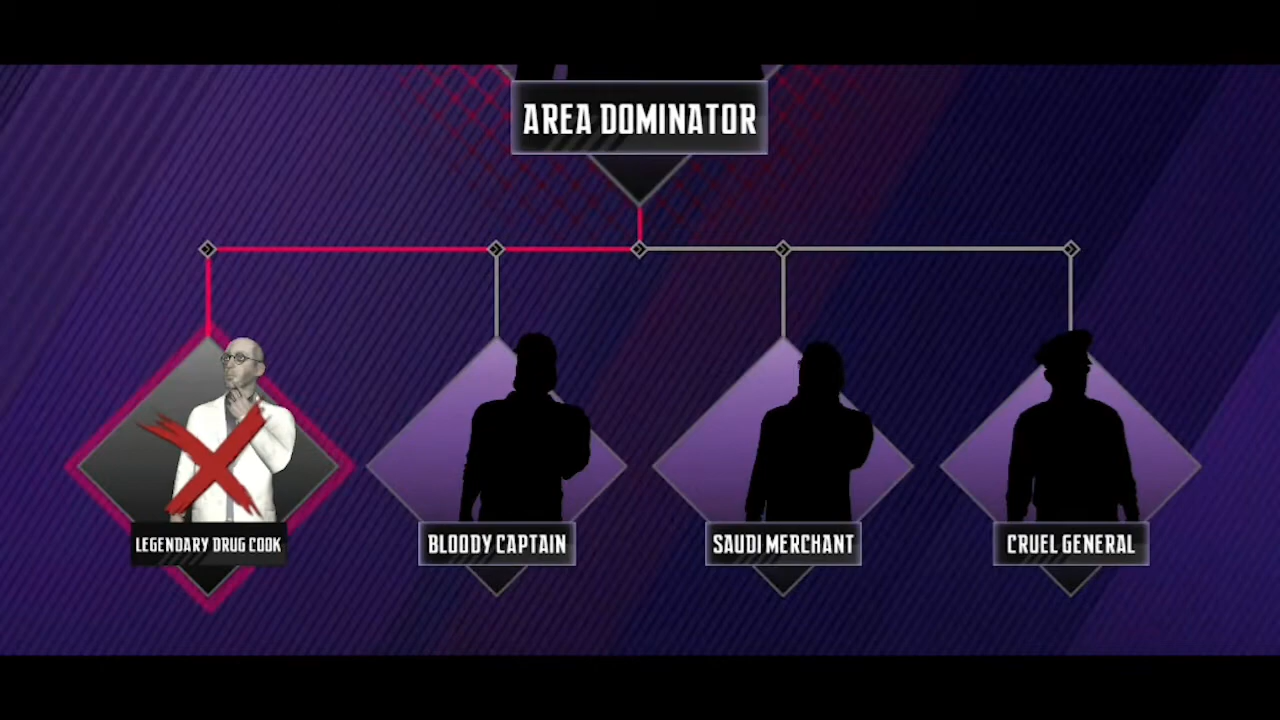 AREA DOMINATOR
LEGENDARY DRUG COOK
BLOODY CAPTAIN
SAUDI MERCHANT
CRUEL GENERAL